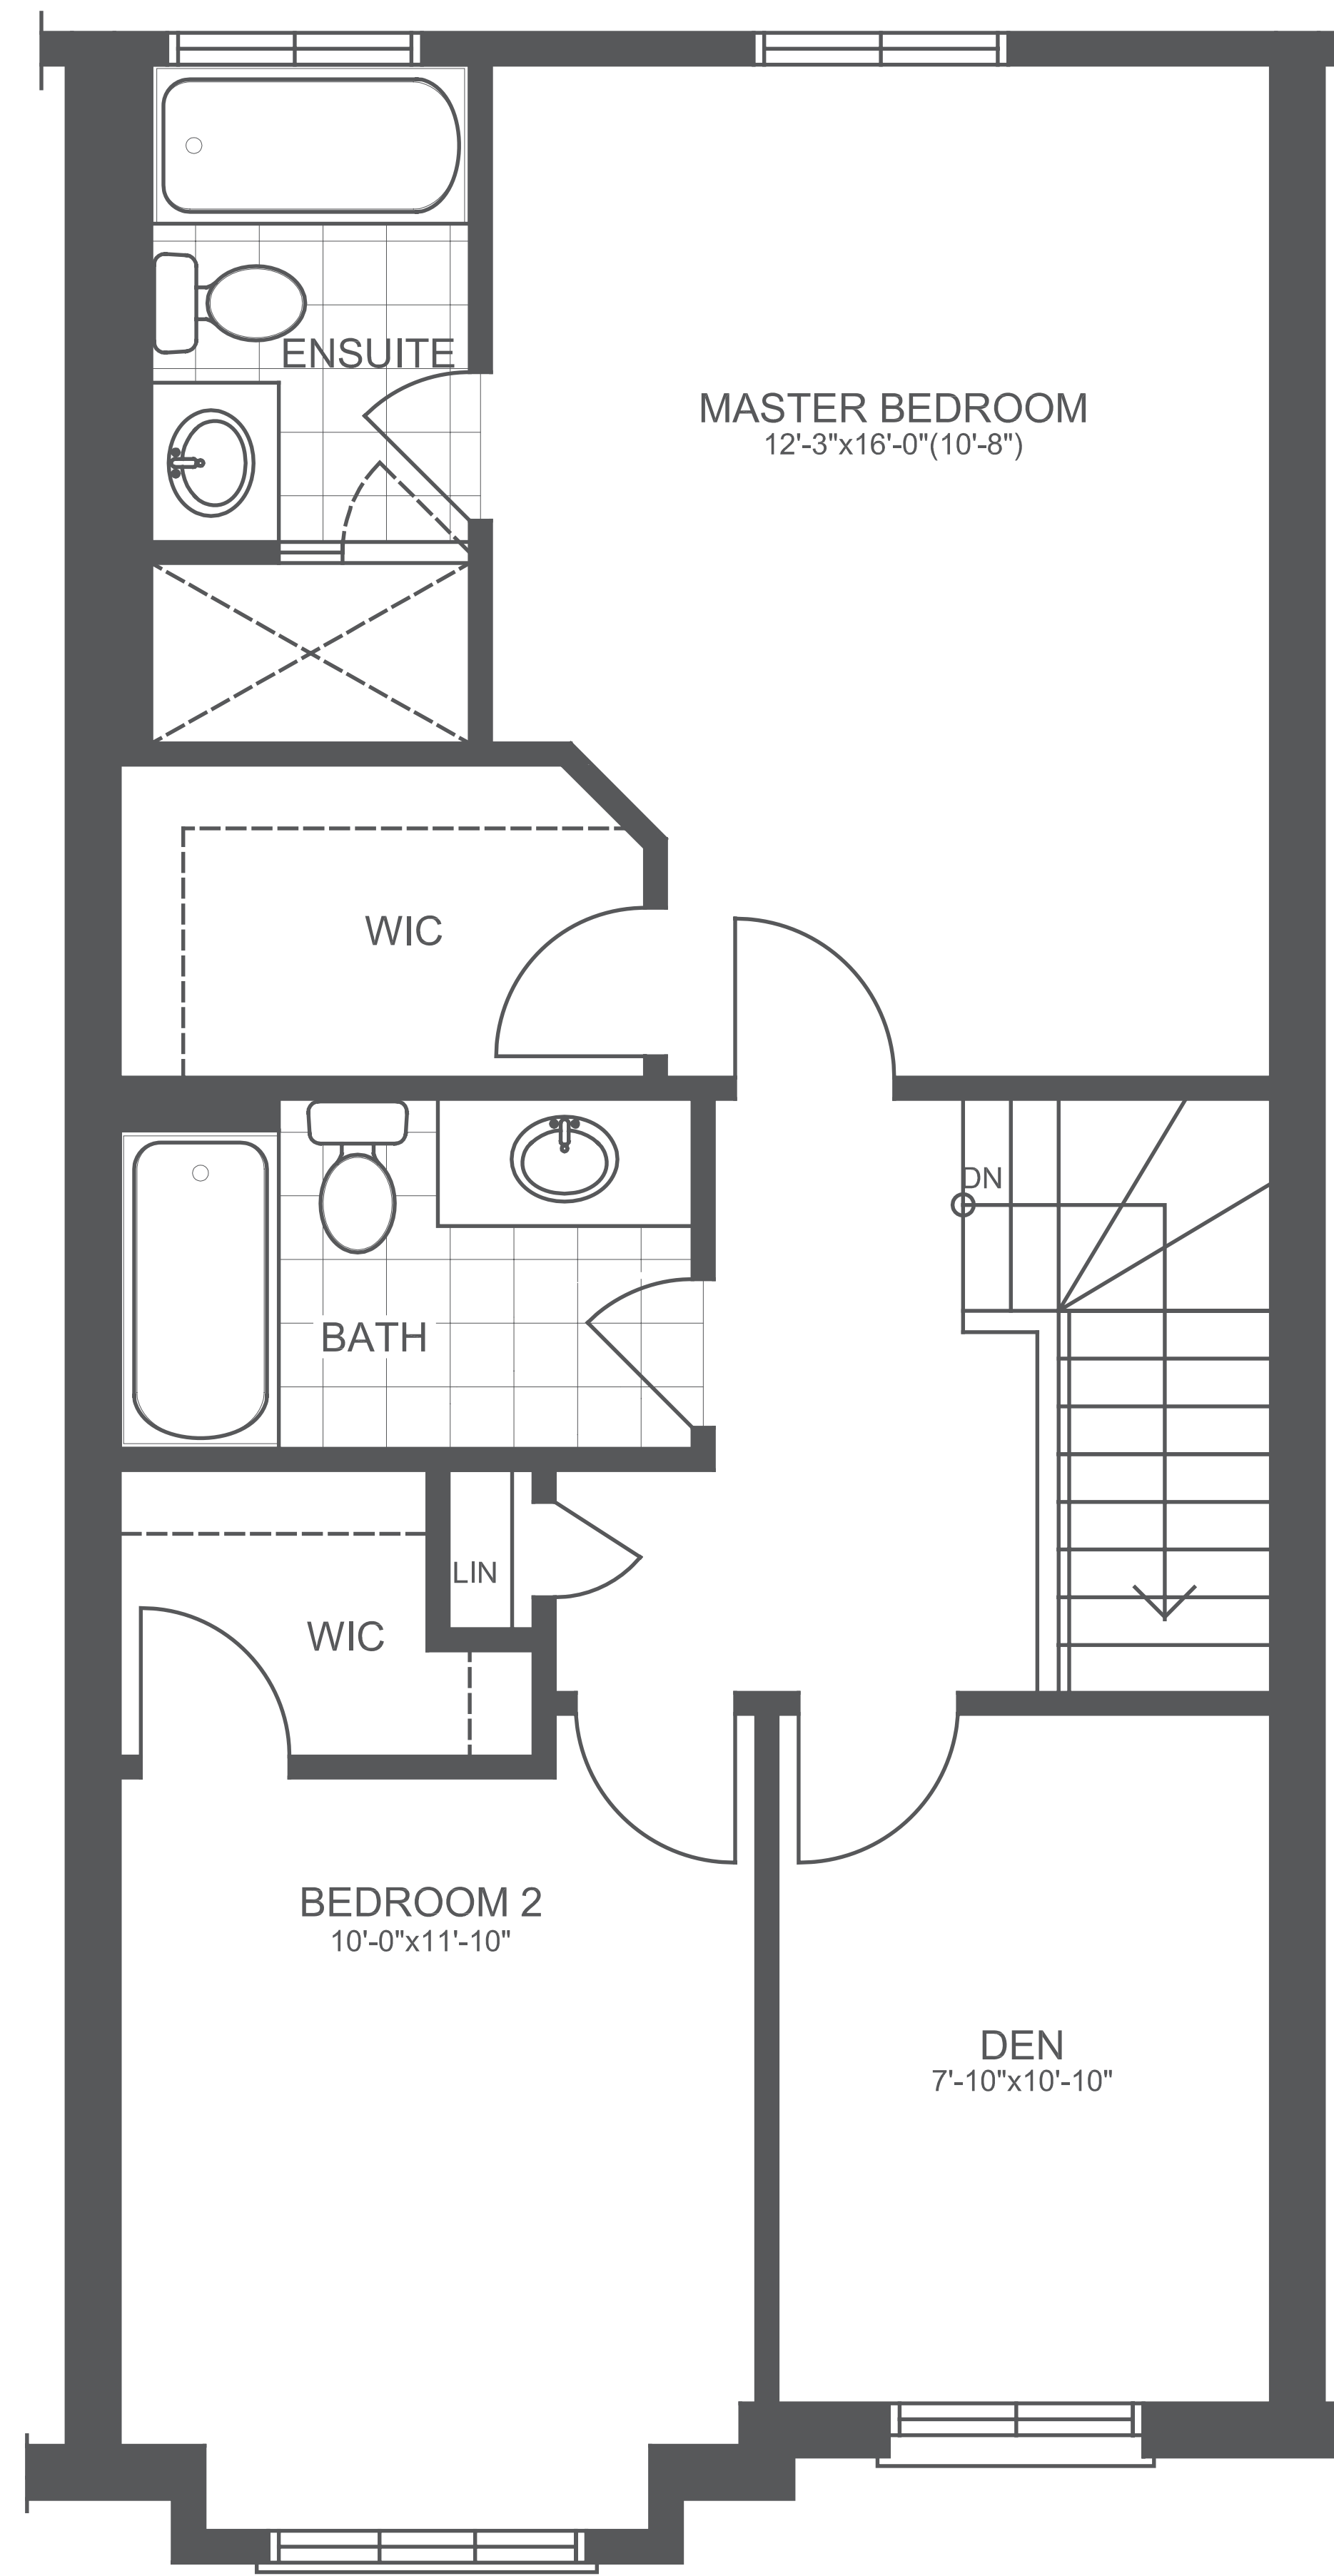 ENSUITE
MASTER BEDROOM
12'-3"x16'-0"(10'-8")
WIC
DN
BATH
LIN
WIC
BEDROOM 2
10'-0"x11'-10"
DEN
7'-10"x10'-10"